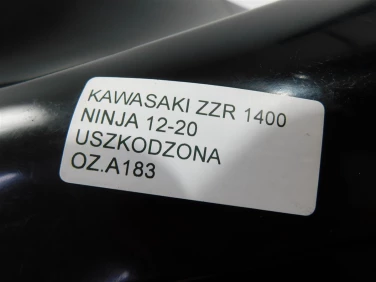 KAWASAKI ZZR 1400
NINJA 12-20
USZKODZONA
OZ.A183